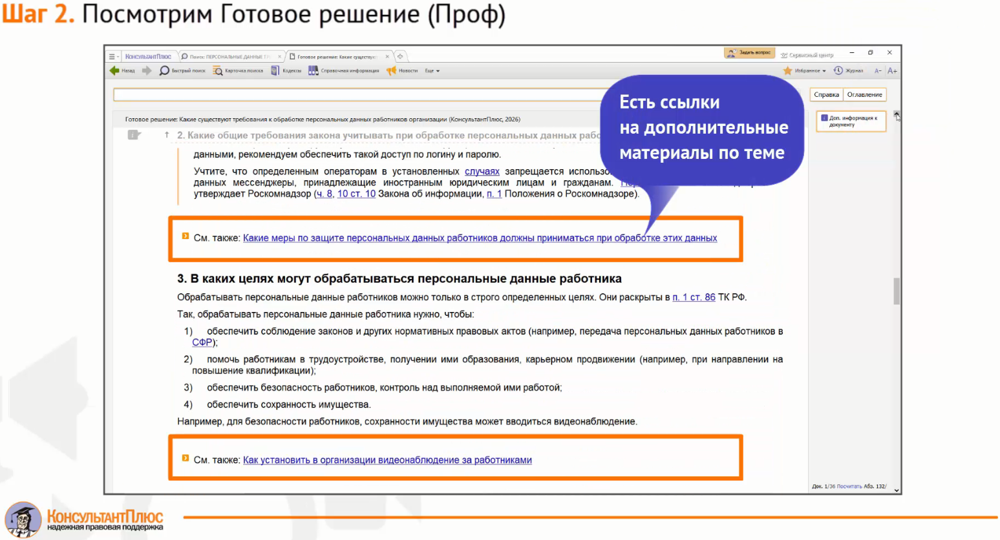 Шаг 2. Посмотрим Готовое решение (Проф)
КонсультантПлюс
Поиск: ПЕРСОНАЛЬНЫЕ ДАННЫЕ
Готовое решение: Какие существую
Задать вопрос
Сервисный центр
Назад
Быстрый поиск
Карточка поиска
Кодексы
Справочная информация
Новости
Еще
Избранное
Журнал
A- A+
Есть ссылки
на дополнительные
материалы по теме
Справка Оглавление
Готовое решение: Какие существуют требования к обработке персональных данных работников организации (КонсультантПлюс, 2026)
Доп. информация к
документу
↑ 2. Какие общие требования закона учитывать при обработке персональных данных рабо
данными, рекомендуем обеспечить такой доступ по логину и паролю.
Учтите, что определенным операторам в установленных случаях запрещается использо
данных мессенджеры, принадлежащие иностранным юридическим лицам и гражданам.
утверждает Роскомнадзор (ч. 8, 10 ст. 10 Закона об информации, п. 1 Положения о Роскомнадзоре).
См. также: Какие меры по защите персональных данных работников должны приниматься при обработке этих данных
3. В каких целях могут обрабатываться персональные данные работника
Обрабатывать персональные данные работников можно только в строго определенных целях. Они раскрыты в п. 1 ст. 86 ТК РФ.
Так, обрабатывать персональные данные работника нужно, чтобы:
1) обеспечить соблюдение законов и других нормативных правовых актов (например, передача персональных данных работников в
СФР);
2) помочь работникам в трудоустройстве, получении ими образования, карьерном продвижении (например, при направлении на
повышение квалификации);
3) обеспечить безопасность работников, контроль над выполняемой ими работой;
4) обеспечить сохранность имущества.
Например, для безопасности работников, сохранности имущества может вводиться видеонаблюдение.
См. также: Как установить в организации видеонаблюдение за работниками
Док. 1/36 Посчитать Абз. 132/
КонсультантПлюс
надежная правовая поддержка